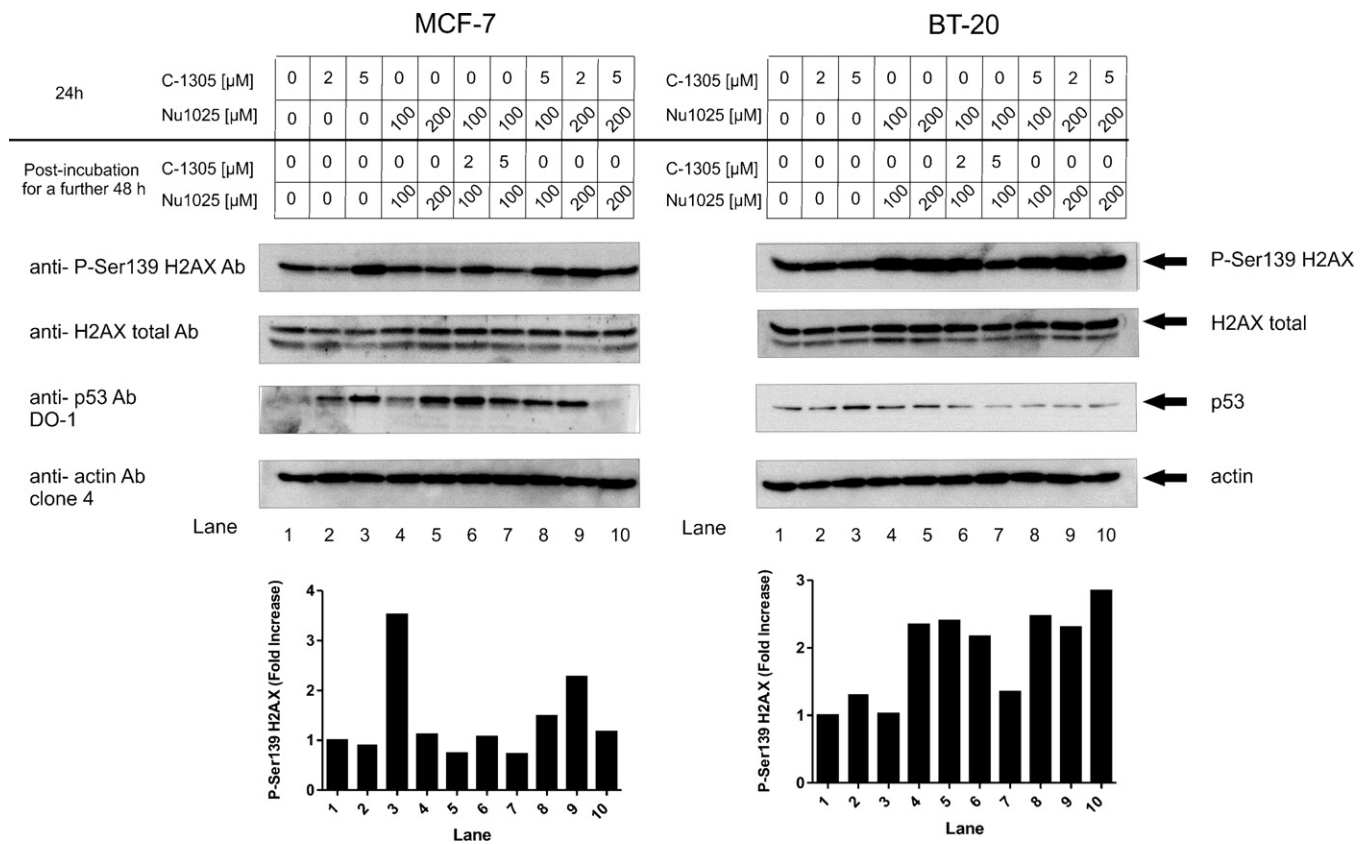 MCF-7 BT-20
24h
C-1305 [µM] 0 2 5 0 0 0 0 5 2 5
Nu1025 [µM] 0 0 0 100 200 100 100 100 200 200
C-1305 [µM] 0 2 5 0 0 0 0 5 2 5
Nu1025 [µM] 0 0 0 100 200 100 100 100 200 200
Post-incubation
for a further 48 h
C-1305 [µM] 0 0 0 0 0 2 5 0 0 0
Nu1025 [µM] 0 0 0 100 200 100 100 100 200 200
C-1305 [µM] 0 0 0 0 0 2 5 0 0 0
Nu1025 [µM] 0 0 0 100 200 100 100 100 200 200
anti- P-Ser139 H2AX Ab P-Ser139 H2AX
anti- H2AX total Ab H2AX total
anti- p53 Ab
DO-1
p53
anti- actin Ab
clone 4
actin
Lane 1 2 3 4 5 6 7 8 9 10
Lane 1 2 3 4 5 6 7 8 9 10
P-Ser139 H2A.X (Fold Increase)
4
3
2
1
0
1 2 3 4 5 6 7 8 9 10
Lane
P-Ser139 H2A.X (Fold Increase)
3
2
1
0
1 2 3 4 5 6 7 8 9 10
Lane